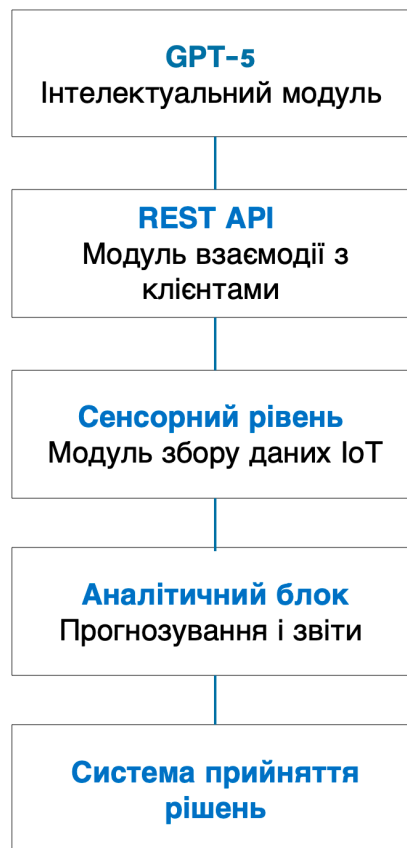 GPT-5
Інтелектуальний модуль
REST API
Модуль взаємодії з
клієнтами
Сенсорний рівень
Модуль збору даних IoT
Аналітичний блок
Прогнозування і звіти
Система прийняття
рішень